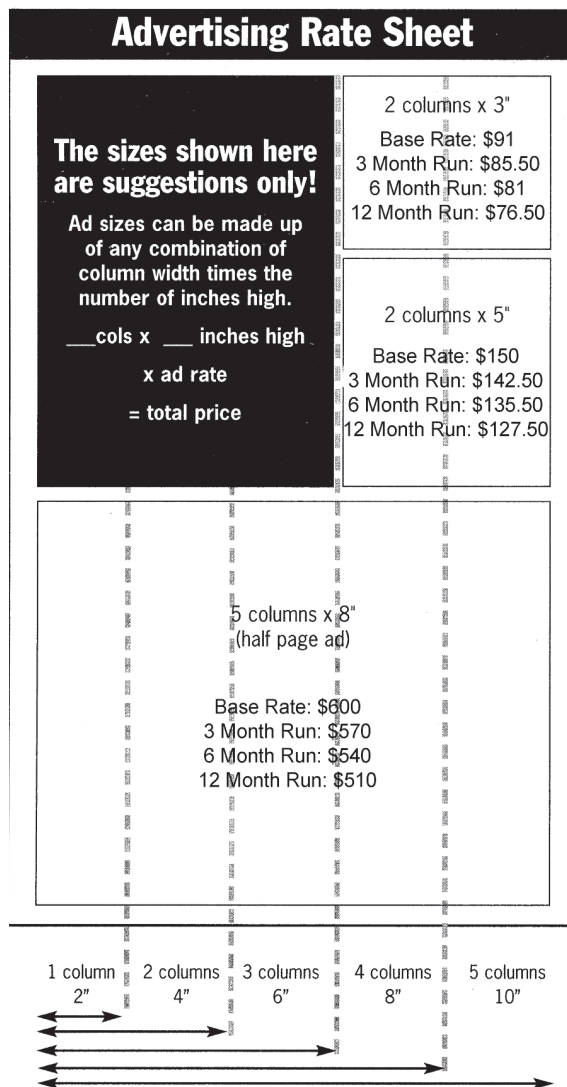 Advertising Rate Sheet
The sizes shown here
are suggestions only!
Ad sizes can be made up
of any combination of
column width times the
number of inches high.
___cols x ___ inches high
x ad rate
= total price
2 columns x 3"
Base Rate: $91
3 Month Run: $85.50
6 Month Run: $81
12 Month Run: $76.50
2 columns x 5"
Base Rate: $150
3 Month Run: $142.50
6 Month Run: $135.50
12 Month Run: $127.50
5 columns x 8"
(half page ad)
Base Rate: $600
3 Month Run: $570
6 Month Run: $540
12 Month Run: $510
1 column 2 columns 3 columns 4 columns 5 columns
2” 4” 6” 8” 10”